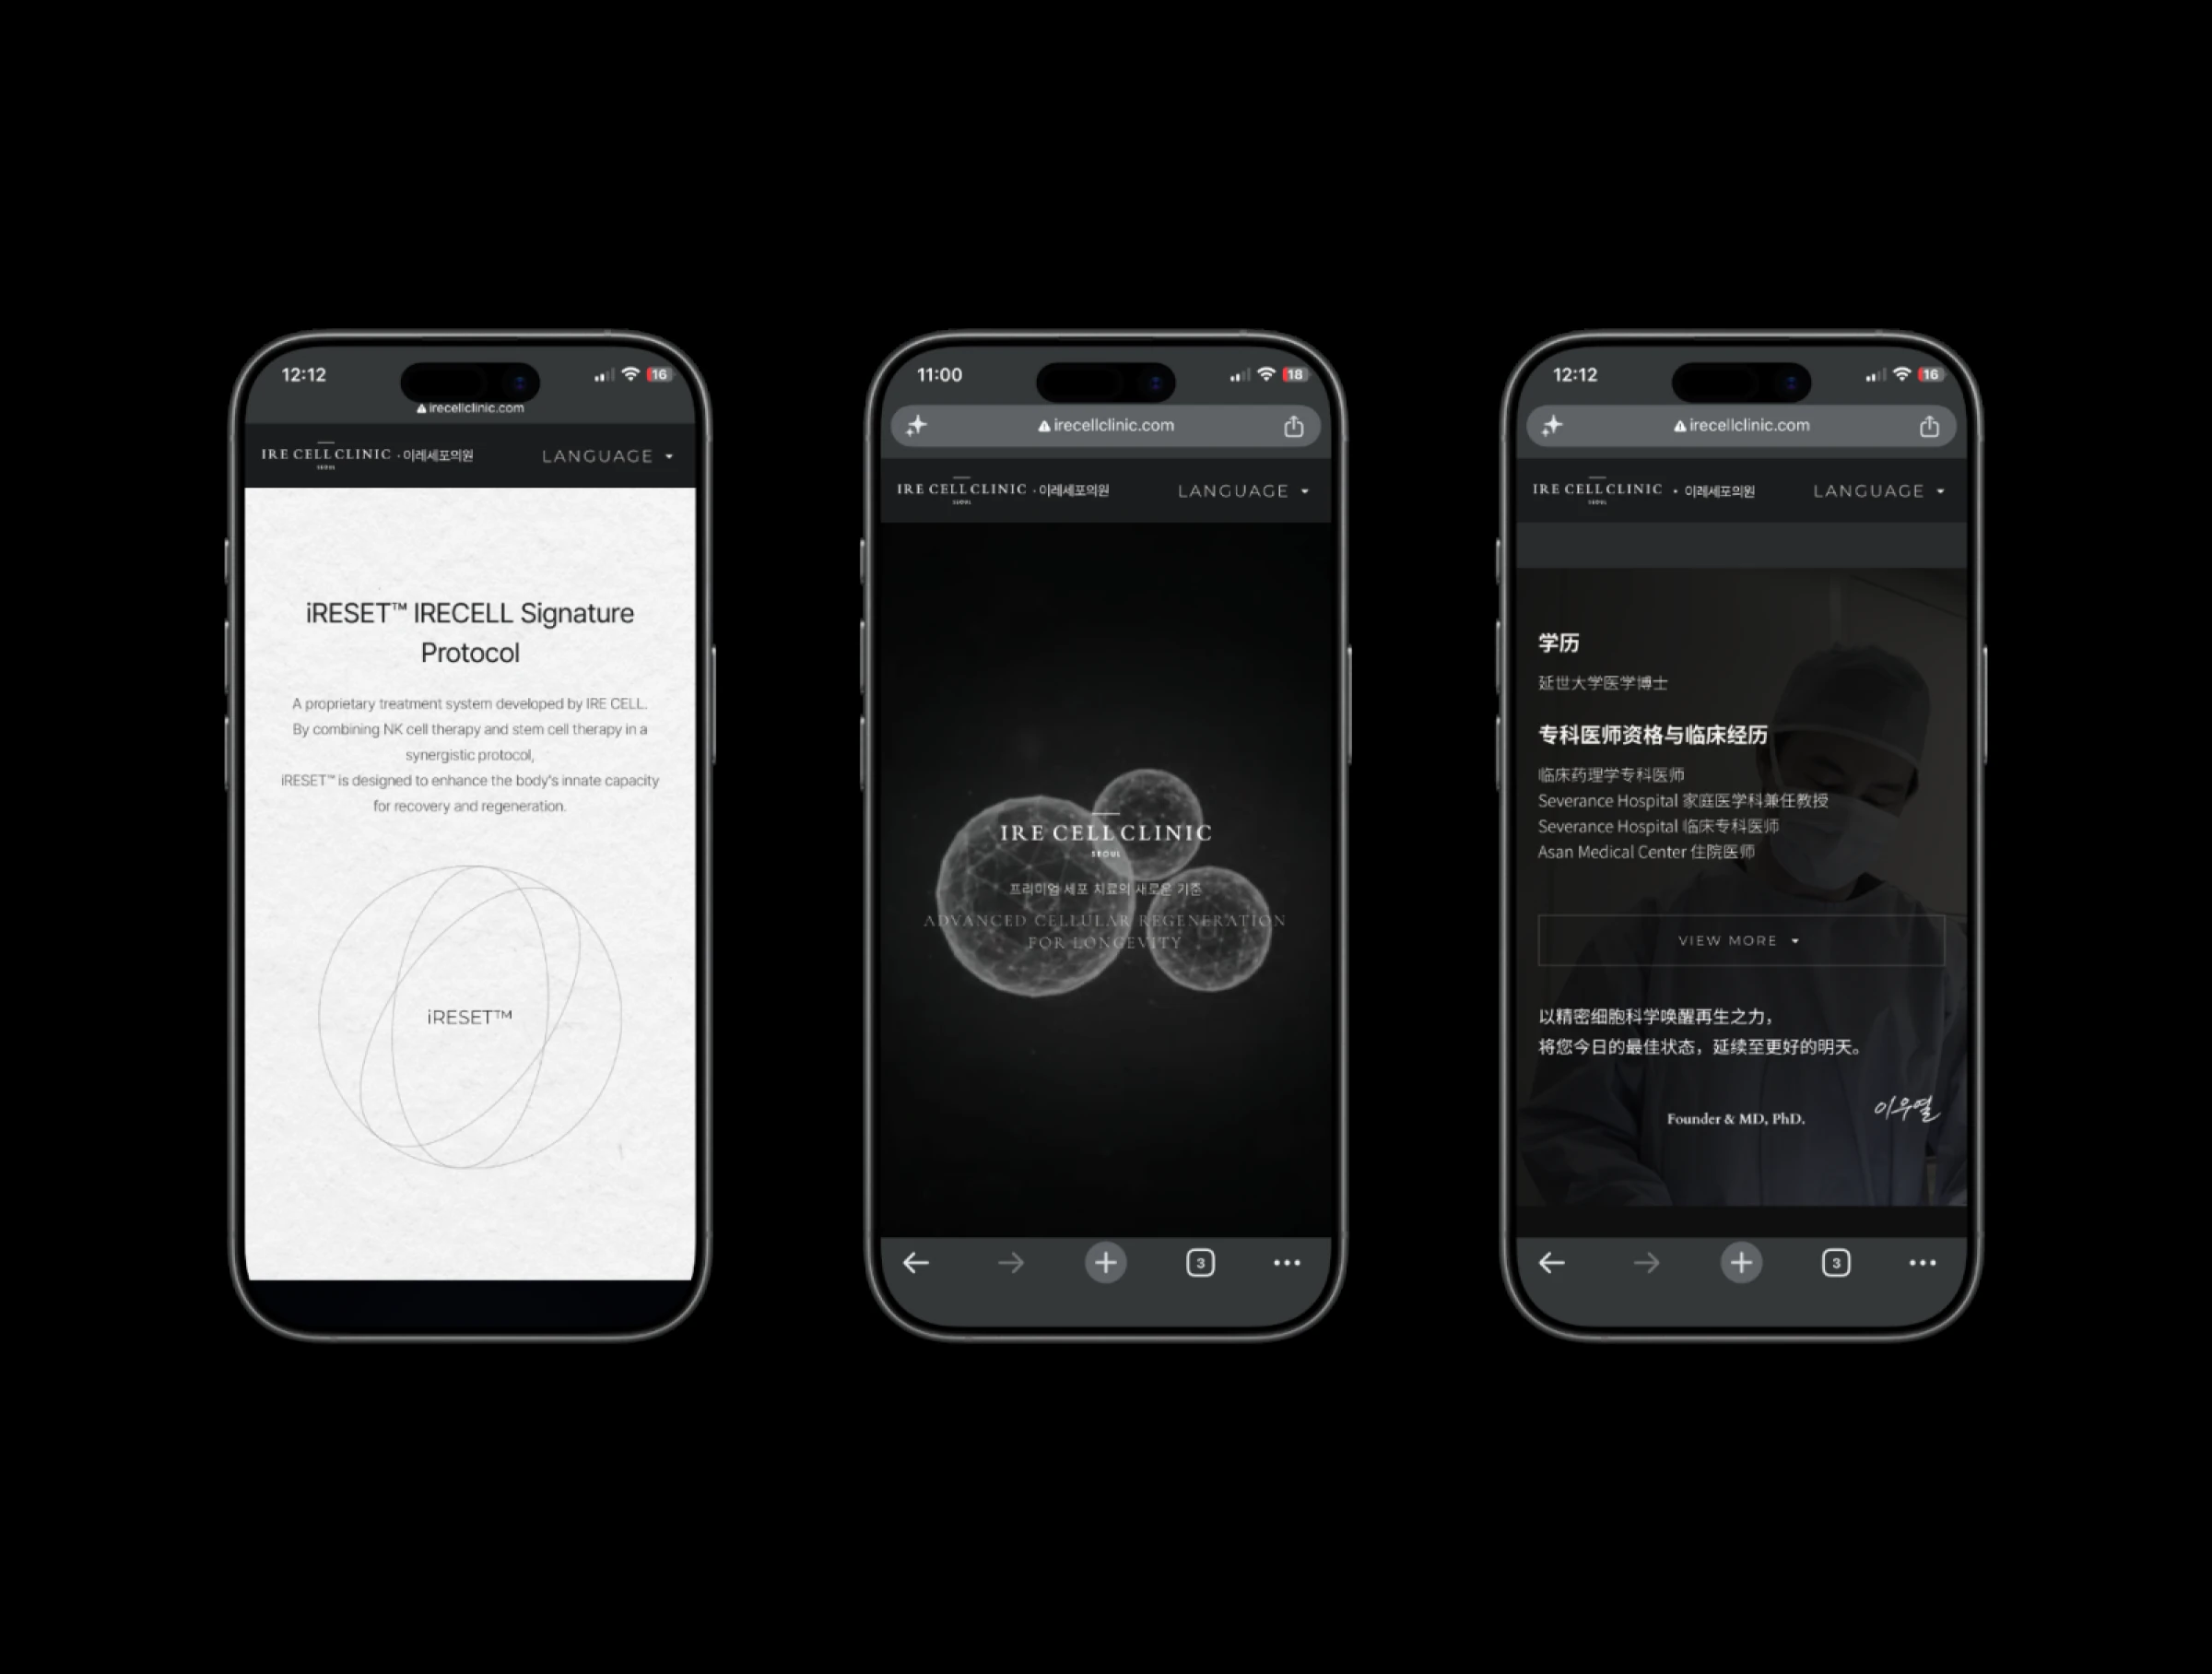 12:12
16
irecellclinic.com
IRE CELL CLINIC · 이레세포의원
SEOUL
LANGUAGE
iRESET™ IRECELL Signature
Protocol
A proprietary treatment system developed by IRE CELL.
By combining NK cell therapy and stem cell therapy in a
synergistic protocol,
iRESET™ is designed to enhance the body's innate capacity
for recovery and regeneration.
iRESET™
11:00
18
irecellclinic.com
IRE CELL CLINIC · 이레세포의원
SEOUL
LANGUAGE
IRE CELL CLINIC
SEOUL
프리미엄 세포 치료의 새로운 기준
ADVANCED CELLULAR REGENERATION
FOR LONGEVITY
3
12:12
16
irecellclinic.com
IRE CELL CLINIC · 이레세포의원
SEOUL
LANGUAGE
学历
延世大学医学博士
专科医师资格与临床经历
临床药理学专科医师
Severance Hospital 家庭医学科兼任教授
Severance Hospital 临床专科医师
Asan Medical Center 住院医师
VIEW MORE
以精密细胞科学唤醒再生之力，
将您今日的最佳状态，延续至更好的明天。
Founder & MD, PhD.
이우열
3